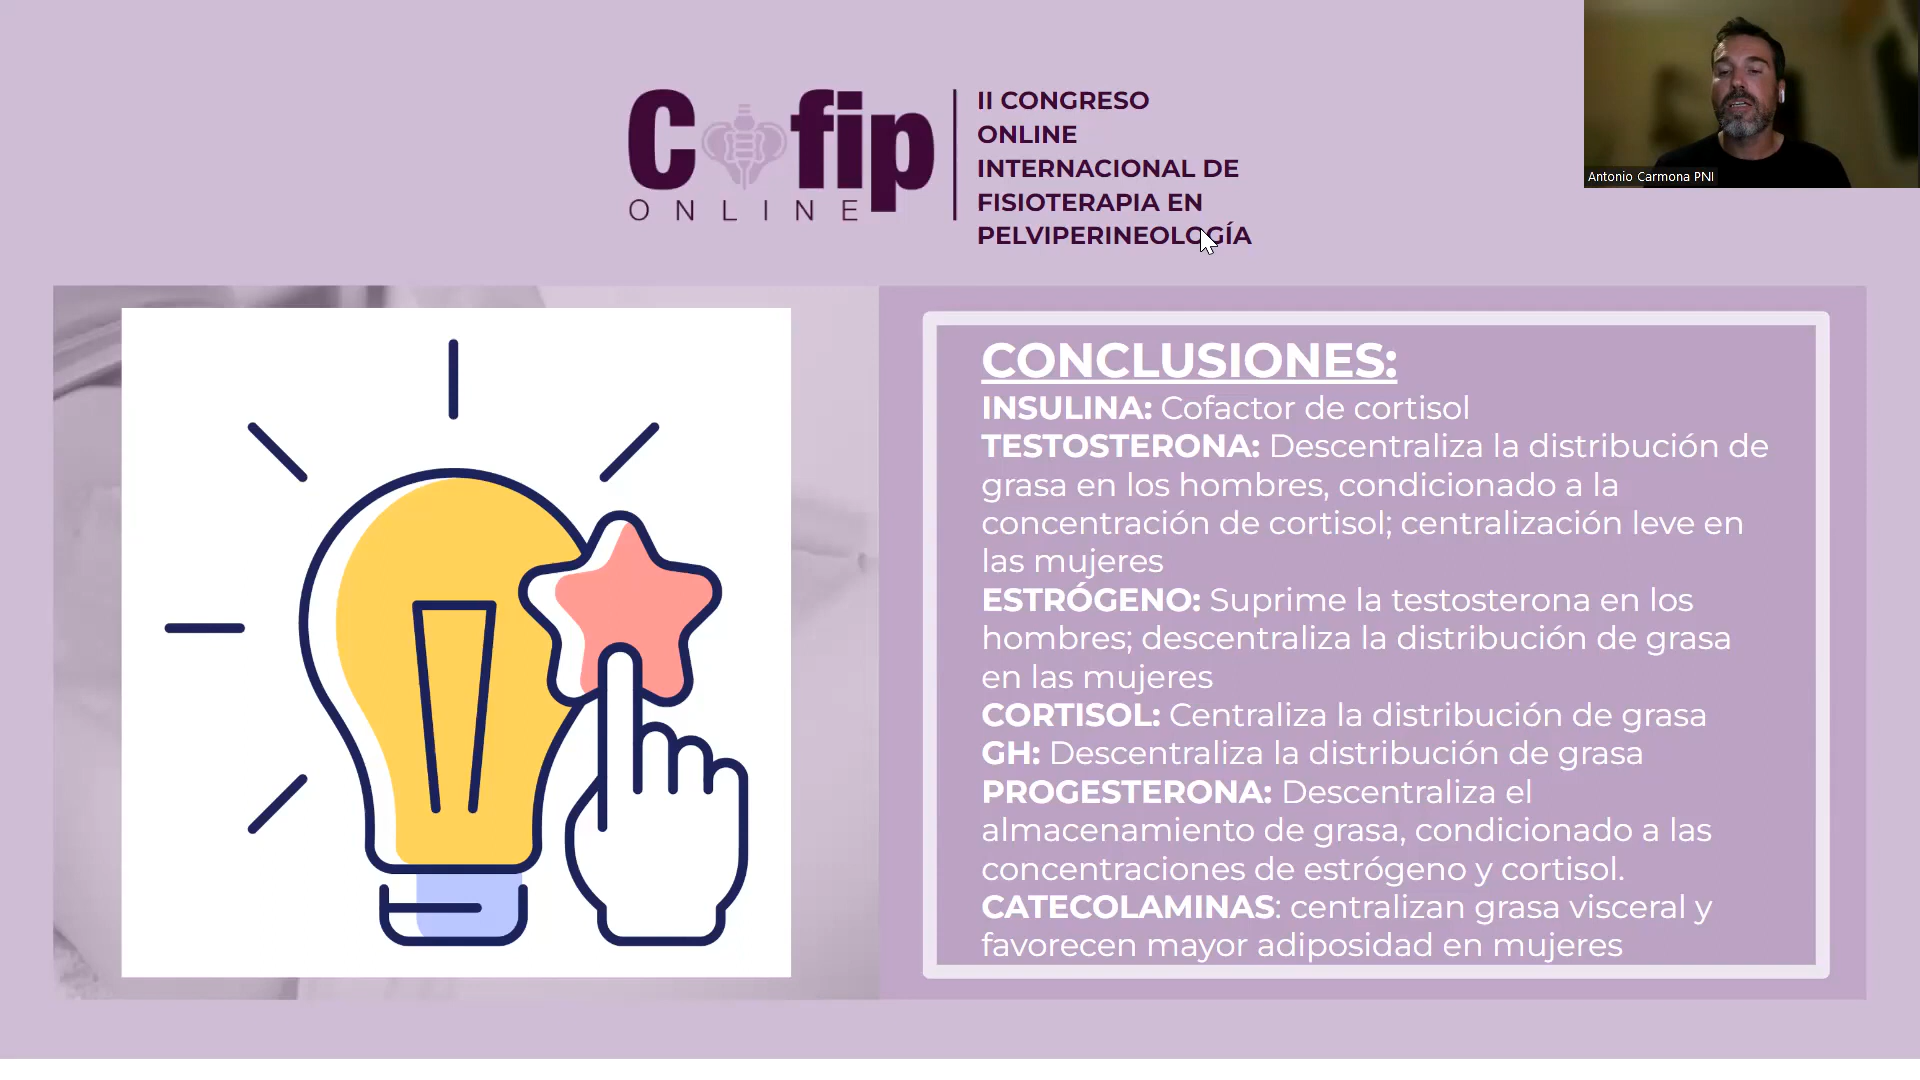 Cofip
ONLINE
II CONGRESO
ONLINE
INTERNACIONAL DE
FISIOTERAPIA EN
PELVIPERINEOLOGÍA
Antonio Carmona PNI
CONCLUSIONES:
INSULINA: Cofactor de cortisol
TESTOSTERONA: Descentraliza la distribución de
grasa en los hombres, condicionado a la
concentración de cortisol; centralización leve en
las mujeres
ESTRÓGENO: Suprime la testosterona en los
hombres; descentraliza la distribución de grasa
en las mujeres
CORTISOL: Centraliza la distribución de grasa
GH: Descentraliza la distribución de grasa
PROGESTERONA: Descentraliza el
almacenamiento de grasa, condicionado a las
concentraciones de estrógeno y cortisol.
CATECOLAMINAS: centralizan grasa visceral y
favorecen mayor adiposidad en mujeres